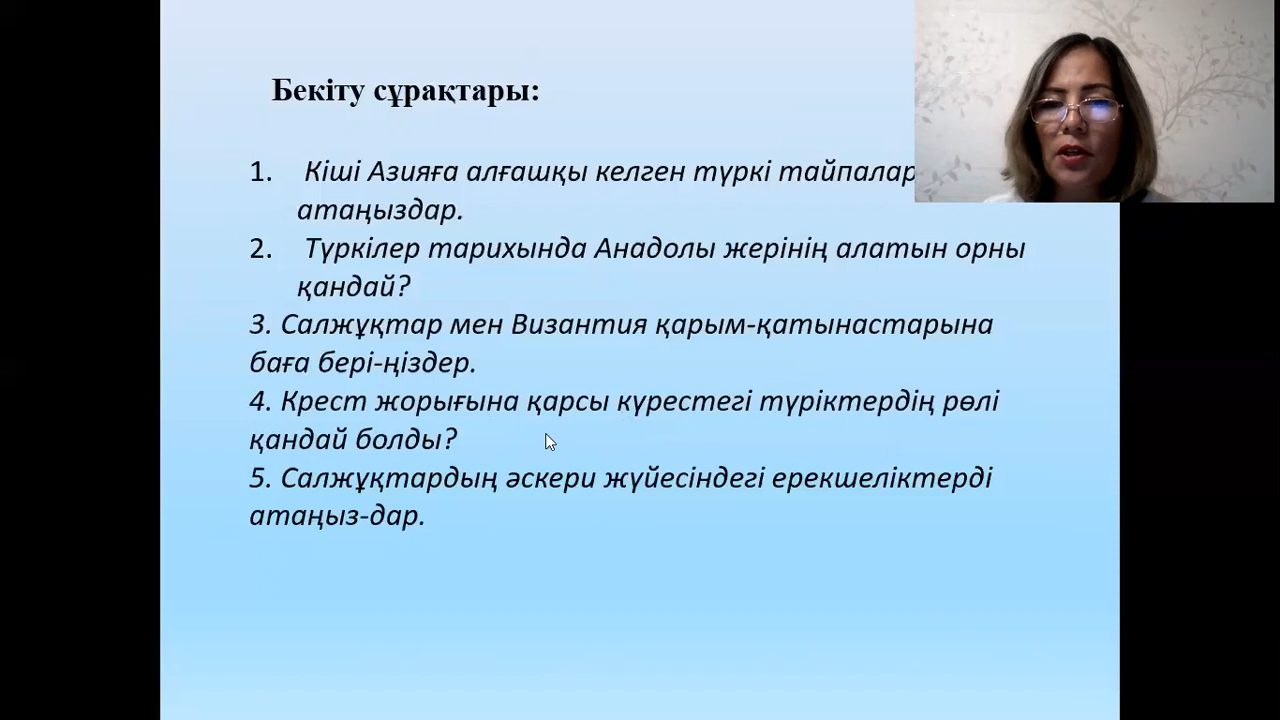 Бекіту сұрақтары:
1. Кіші Азияға алғашқы келген түркі тайпалар
атаңыздар.
2. Түркілер тарихында Анадолы жерінің алатын орны
қандай?
3. Салжұқтар мен Византия қарым-қатынастарына
баға бері-ңіздер.
4. Крест жорығына қарсы күрестегі түріктердің рөлі
қандай болды?
5. Салжұқтардың әскери жүйесіндегі ерекшеліктерді
атаңыз-дар.